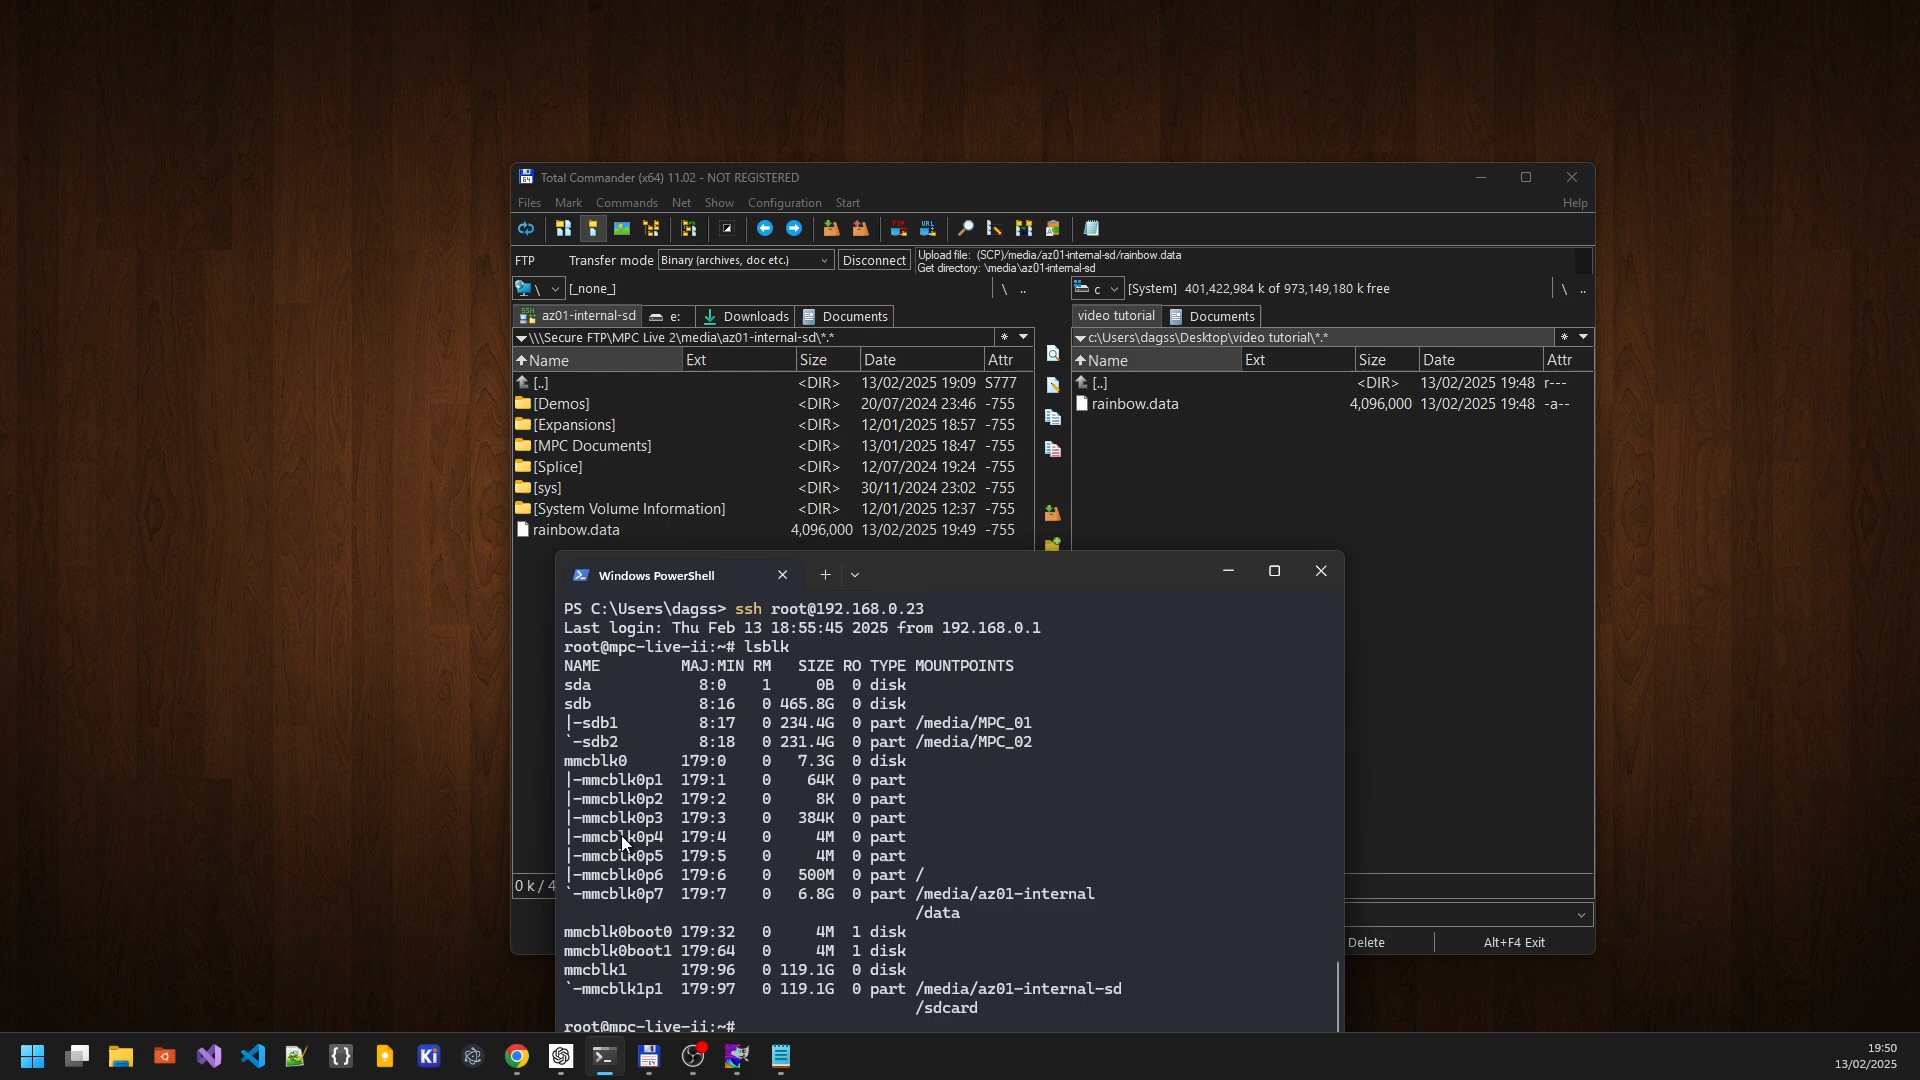 Total Commander (x64) 11.02 - NOT REGISTERED
Files Mark Commands Net Show Configuration Start Help
FTP Transfer mode Binary (archives, doc etc.) Disconnect
Upload file: (SCP)/media/az01-internal-sd/rainbow.data
Get directory: \media\az01-internal-sd
\ [_none_] \ ..
c [System] 401,422,984 k of 973,149,180 k free \ ..
az01-internal-sd e: Downloads Documents
video tutorial Documents
\\\Secure FTP\MPC Live 2\media\az01-internal-sd\*.* *
c:\Users\dagss\Desktop\video tutorial\*.* *
Name Ext Size Date Attr
[..] <DIR> 13/02/2025 19:09 S777
[Demos] <DIR> 20/07/2024 23:46 -755
[Expansions] <DIR> 12/01/2025 18:57 -755
[MPC Documents] <DIR> 13/01/2025 18:47 -755
[Splice] <DIR> 12/07/2024 19:24 -755
[sys] <DIR> 30/11/2024 23:02 -755
[System Volume Information] <DIR> 12/01/2025 12:37 -755
rainbow.data 4,096,000 13/02/2025 19:49 -755
Name Ext Size Date Attr
[..] <DIR> 13/02/2025 19:48 r---
rainbow.data 4,096,000 13/02/2025 19:48 -a--
0 k / 4
Delete Alt+F4 Exit
Windows PowerShell
PS C:\Users\dagss> ssh root@192.168.0.23
Last login: Thu Feb 13 18:55:45 2025 from 192.168.0.1
root@mpc-live-ii:~# lsblk
NAME MAJ:MIN RM SIZE RO TYPE MOUNTPOINTS
sda 8:0 1 0B 0 disk
sdb 8:16 0 465.8G 0 disk
|-sdb1 8:17 0 234.4G 0 part /media/MPC_01
`-sdb2 8:18 0 231.4G 0 part /media/MPC_02
mmcblk0 179:0 0 7.3G 0 disk
|-mmcblk0p1 179:1 0 64K 0 part
|-mmcblk0p2 179:2 0 8K 0 part
|-mmcblk0p3 179:3 0 384K 0 part
|-mmcblk0p4 179:4 0 4M 0 part
|-mmcblk0p5 179:5 0 4M 0 part
|-mmcblk0p6 179:6 0 500M 0 part /
`-mmcblk0p7 179:7 0 6.8G 0 part /media/az01-internal
/data
mmcblk0boot0 179:32 0 4M 1 disk
mmcblk0boot1 179:64 0 4M 1 disk
mmcblk1 179:96 0 119.1G 0 disk
`-mmcblk1p1 179:97 0 119.1G 0 part /media/az01-internal-sd
/sdcard
root@mpc-live-ii:~#
Ki
19:50
13/02/2025